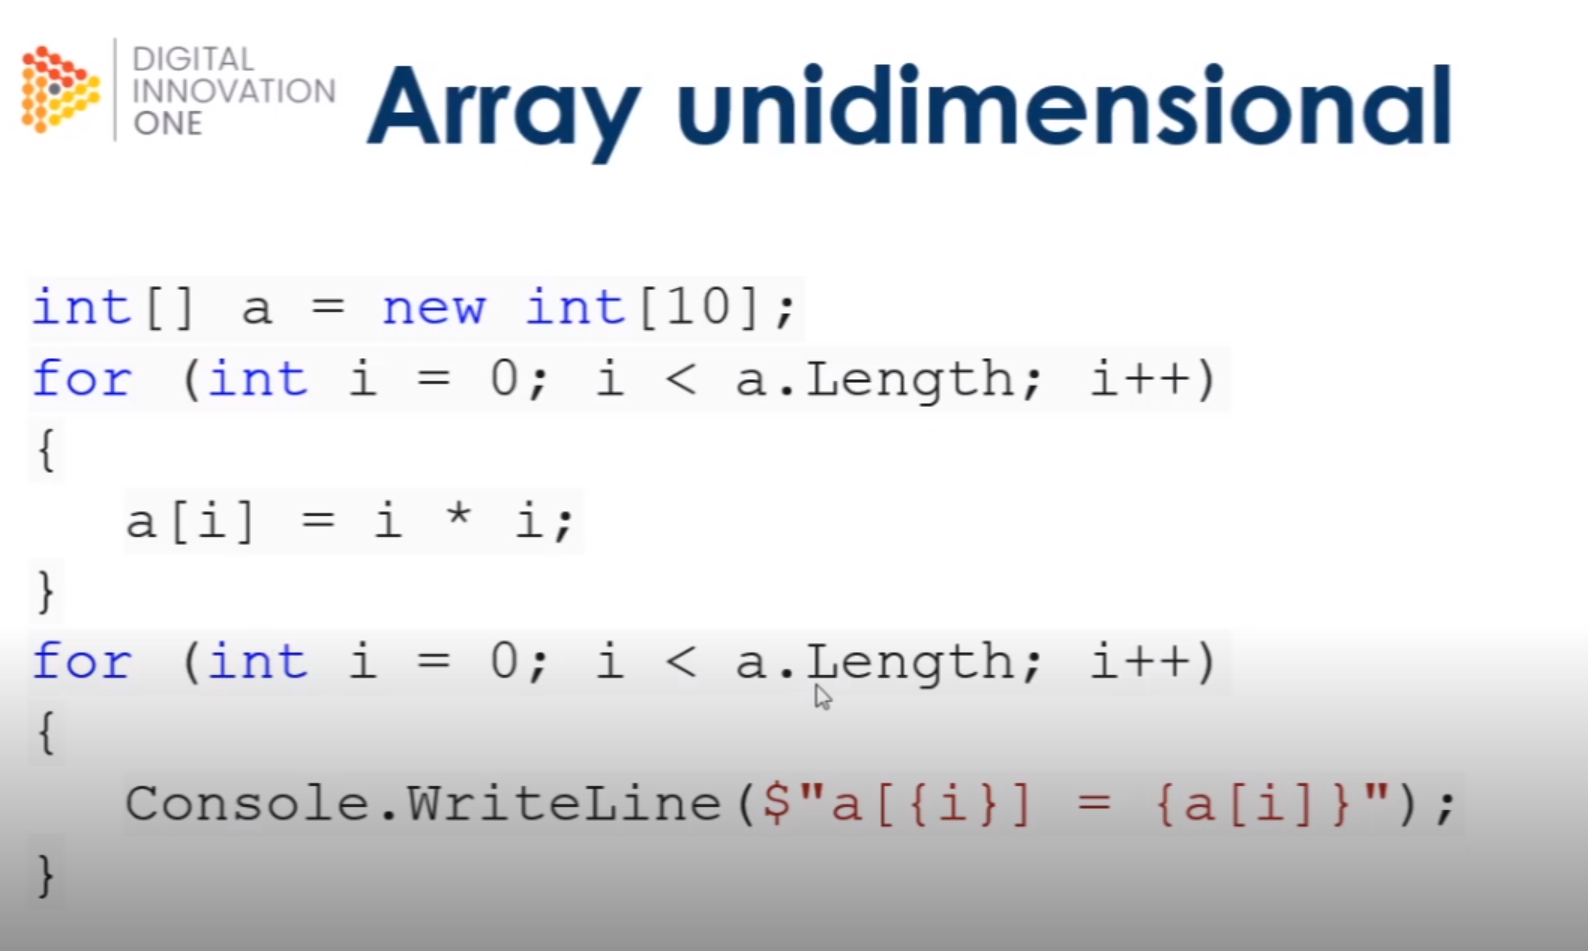 DIGITAL
INNOVATION
ONE
Array unidimensional
int[] a = new int[10];
for (int i = 0; i < a.Length; i++)
{
   a[i] = i * i;
}
for (int i = 0; i < a.Length; i++)
{
   Console.WriteLine($"a[{i}] = {a[i]}");
}